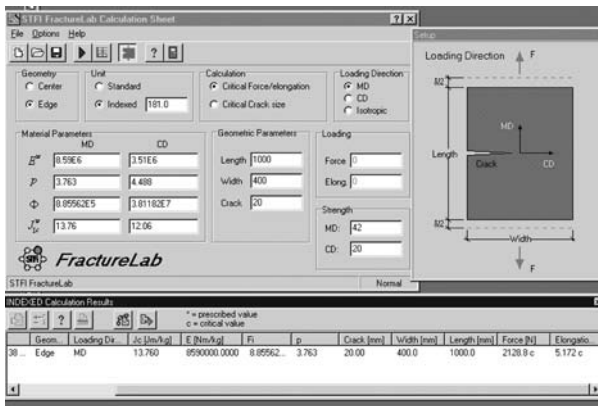 STFI FractureLab Calculation Sheet
File Options Help
Geometry
Center
Edge
Unit
Standard
Indexed 181.0
Calculation
Critical Force/elongation
Critical Crack size
Loading Direction
MD
CD
Isotropic
Material Parameters
MD CD
E* 8.59E6 3.51E6
P 3.763 4.488
Φ 8.85562E5 3.81182E7
13.76 12.06
Geometric Parameters
Length 1000
Width 400
Crack 20
Loading
Force 0
Elong. 0
Strength
MD: 42
CD: 20
STFI FractureLab
STFI FractureLab Normal
Setup
Loading Direction F
ΔL/2
MD
Length
Crack CD
ΔL/2
Width
F
INDEXED Calculation Results
* = prescribed value
c = critical value
Geom... Loading Dir... Jc [Jm/kg] E [Nm/kg] Fi p Crack [mm] Width [mm] Length [mm] Force [N] Elongatio...
38 ... Edge MD 13.760 8590000.0000 8.85562... 3.763 20.00 400.0 1000.0 2128.8 c 5.172 c